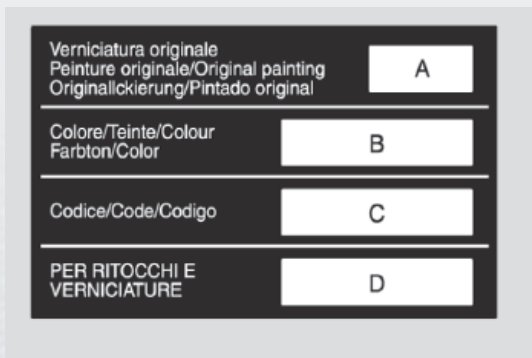 Verniciatura originale
Peinture originale/Original painting
Originallckierung/Pintado original
A
Colore/Teinte/Colour
Farbton/Color
B
Codice/Code/Codigo
C
PER RITOCCHI E
VERNICIATURE
D